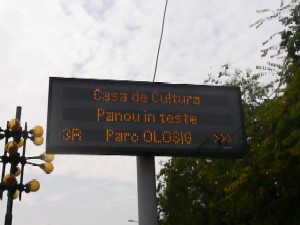 Casa de Cultura
Panou in teste
3R Parc OLOSIG >>>